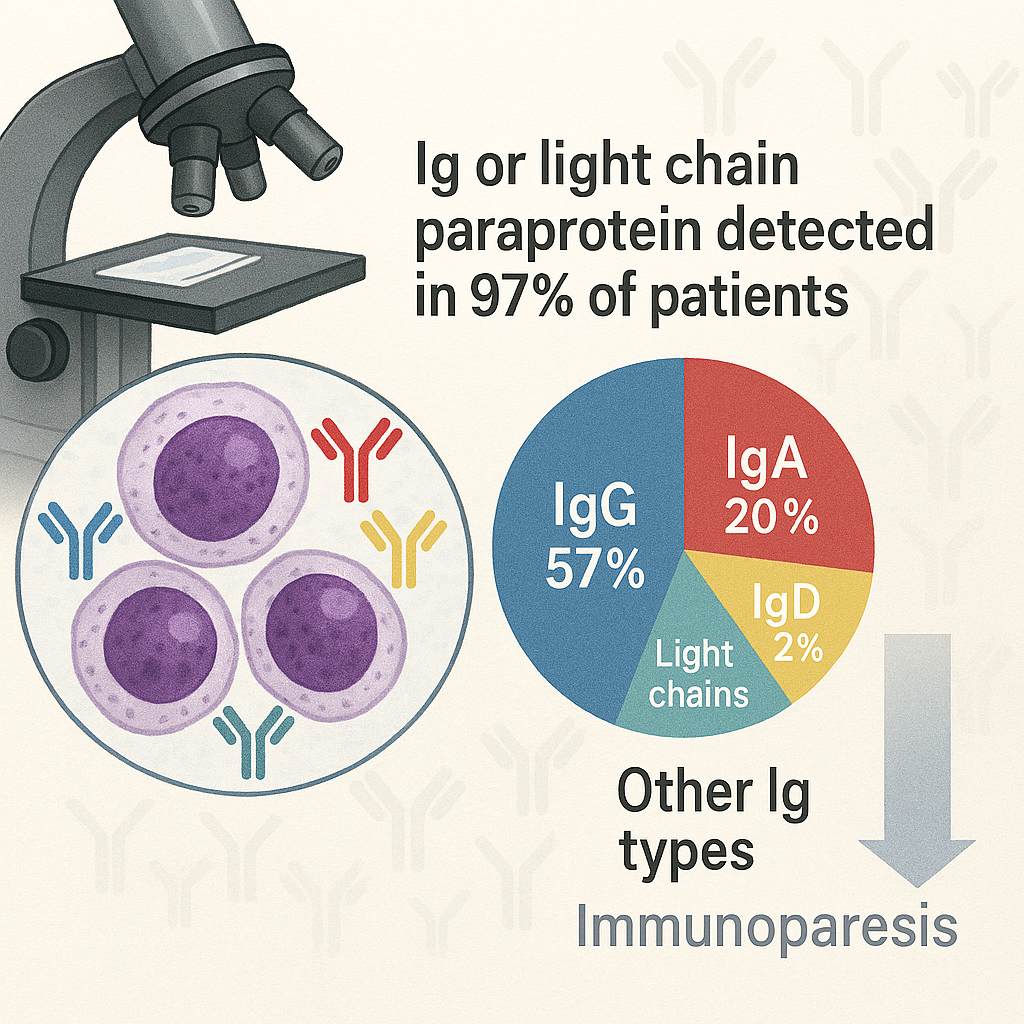 Ig or light chain
paraprotein detected
in 97% of patients
IgG
57%
IgA
20%
IgD
2%
Light
chains
Other Ig
types
Immunoparesis